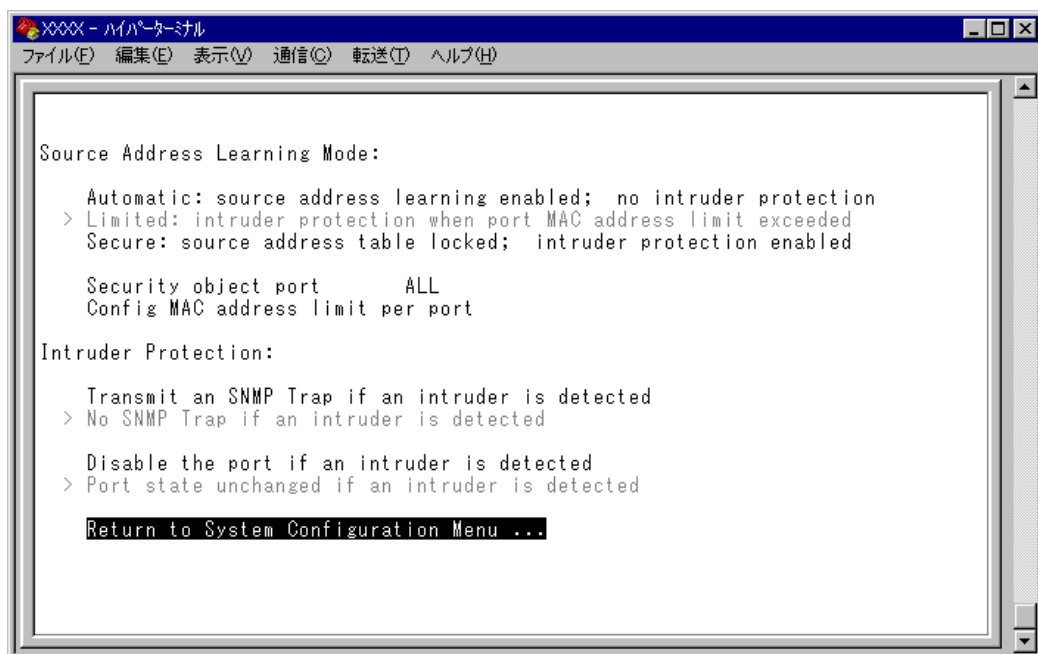 XXXX - ハイパーターミナル
ファイル(F) 編集(E) 表示(V) 通信(C) 転送(T) ヘルプ(H)
Source Address Learning Mode:
Automatic: source address learning enabled; no intruder protection
> Limited: intruder protection when port MAC address limit exceeded
Secure: source address table locked; intruder protection enabled
Security object port ALL
Config MAC address limit per port
Intruder Protection:
Transmit an SNMP Trap if an intruder is detected
> No SNMP Trap if an intruder is detected
Disable the port if an intruder is detected
> Port state unchanged if an intruder is detected
Return to System Configuration Menu ...